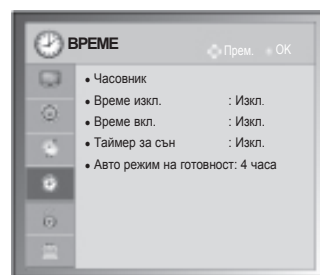 ВРЕМЕ
Прем. OK
• Часовник
• Време изкл. : Изкл.
• Време вкл. : Изкл.
• Таймер за сън : Изкл.
• Авто режим на готовност: 4 часа